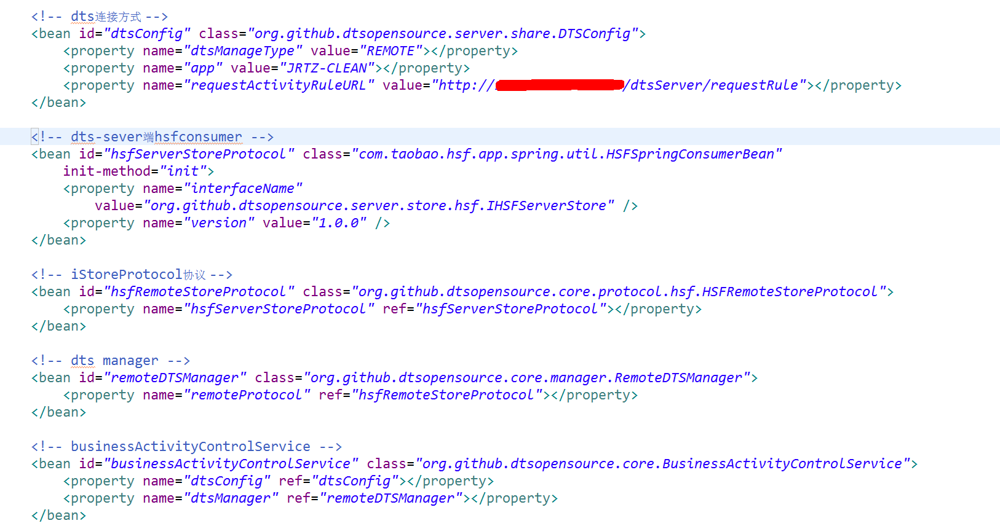 <!-- dts连接方式 -->
<bean id="dtsConfig" class="org.github.dtsopensource.server.share.DTSConfig">
<property name="dtsManageType" value="REMOTE"></property>
<property name="app" value="JRTZ-CLEAN"></property>
<property name="requestActivityRuleURL" value="http:///dtsServer/requestRule"></property>
</bean>
<!-- dts-sever端hsfconsumer -->
<bean id="hsfServerStoreProtocol" class="com.taobao.hsf.app.spring.util.HSFSpringConsumerBean"
init-method="init">
<property name="interfaceName"
value="org.github.dtsopensource.server.store.hsf.IHSFServerStore" />
<property name="version" value="1.0.0" />
</bean>
<!-- iStoreProtocol协议 -->
<bean id="hsfRemoteStoreProtocol" class="org.github.dtsopensource.core.protocol.hsf.HSFRemoteStoreProtocol">
<property name="hsfServerStoreProtocol" ref="hsfServerStoreProtocol"></property>
</bean>
<!-- dts manager -->
<bean id="remoteDTSManager" class="org.github.dtsopensource.core.manager.RemoteDTSManager">
<property name="remoteProtocol" ref="hsfRemoteStoreProtocol"></property>
</bean>
<!-- businessActivityControlService -->
<bean id="businessActivityControlService" class="org.github.dtsopensource.core.BusinessActivityControlService">
<property name="dtsConfig" ref="dtsConfig"></property>
<property name="dtsManager" ref="remoteDTSManager"></property>
</bean>